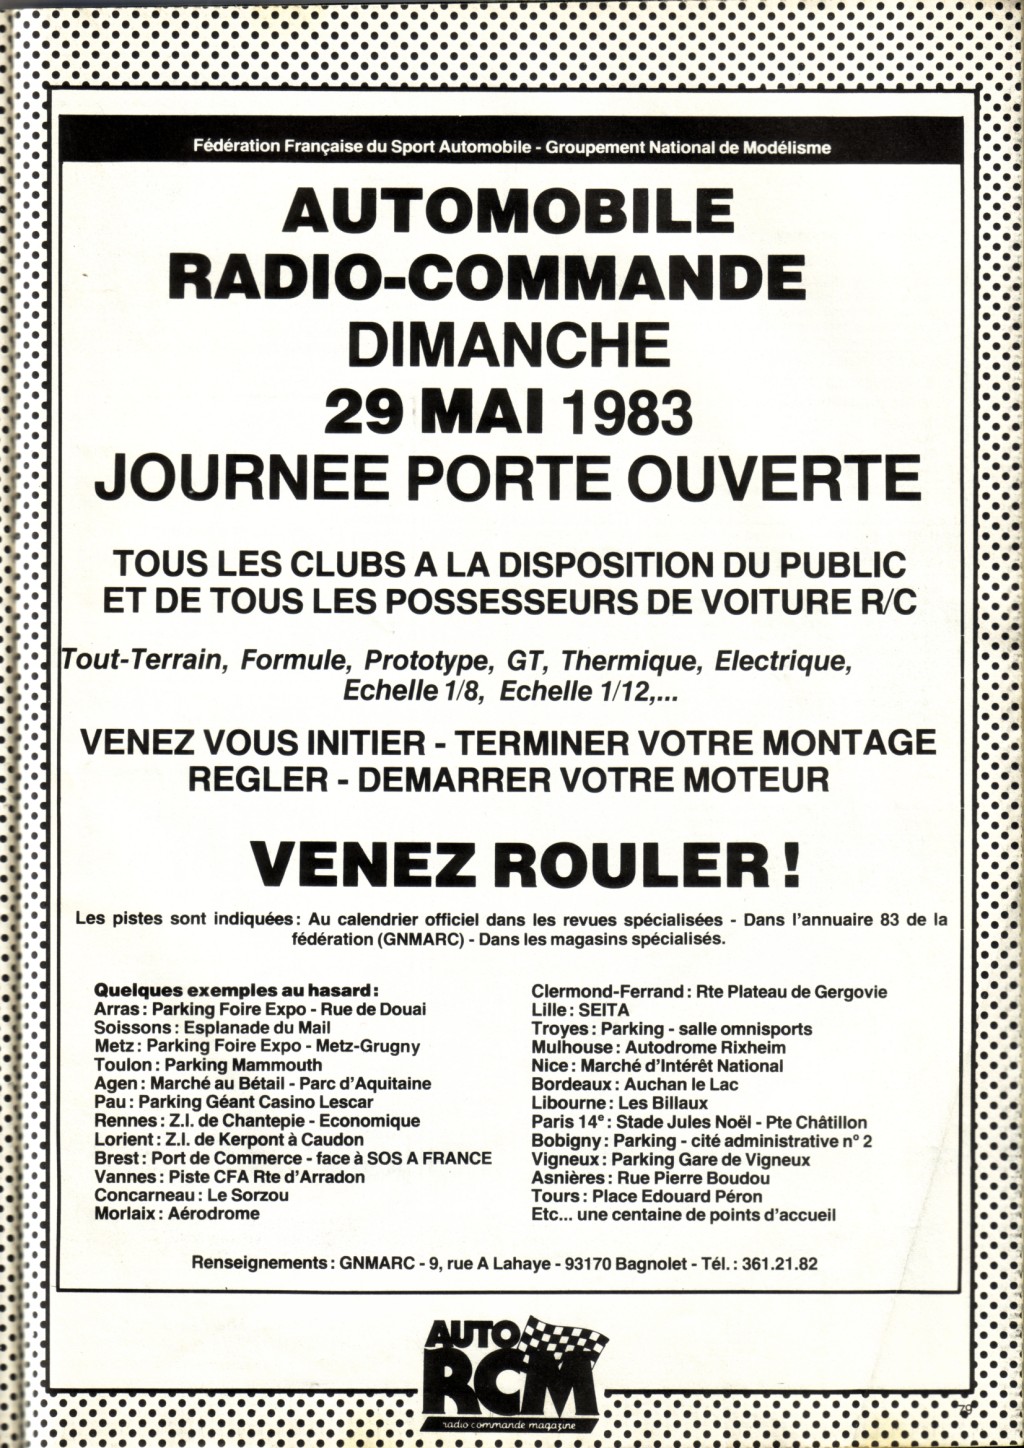 Fédération Française du Sport Automobile - Groupement National de Modélisme
AUTOMOBILE
RADIO-COMMANDE
DIMANCHE
29 MAI 1983
JOURNEE PORTE OUVERTE
TOUS LES CLUBS A LA DISPOSITION DU PUBLIC
ET DE TOUS LES POSSESSEURS DE VOITURE R/C
Tout-Terrain, Formule, Prototype, GT, Thermique, Electrique,
Echelle 1/8, Echelle 1/12,...
VENEZ VOUS INITIER - TERMINER VOTRE MONTAGE
REGLER - DEMARRER VOTRE MOTEUR
VENEZ ROULER !
Les pistes sont indiquées : Au calendrier officiel dans les revues spécialisées - Dans l'annuaire 83 de la
fédération (GNMARC) - Dans les magasins spécialisés.
Quelques exemples au hasard :
Arras : Parking Foire Expo - Rue de Douai
Soissons : Esplanade du Mail
Metz : Parking Foire Expo - Metz-Grugny
Toulon : Parking Mammouth
Agen : Marché au Bétail - Parc d'Aquitaine
Pau : Parking Géant Casino Lescar
Rennes : Z.I. de Chantepie - Economique
Lorient : Z.I. de Kerpont à Caudon
Brest : Port de Commerce - face à SOS A FRANCE
Vannes : Piste CFA Rte d'Arradon
Concarneau : Le Sorzou
Morlaix : Aérodrome
Clermond-Ferrand : Rte Plateau de Gergovie
Lille : SEITA
Troyes : Parking - salle omnisports
Mulhouse : Autodrome Rixheim
Nice : Marché d'Intérêt National
Bordeaux : Auchan le Lac
Libourne : Les Billaux
Paris 14e : Stade Jules Noël - Pte Châtillon
Bobigny : Parking - cité administrative n° 2
Vigneux : Parking Gare de Vigneux
Asnières : Rue Pierre Boudou
Tours : Place Edouard Péron
Etc... une centaine de points d'accueil
Renseignements : GNMARC - 9, rue A Lahaye - 93170 Bagnolet - Tél. : 361.21.82
AUTO
RCM
radio commande magazine
79